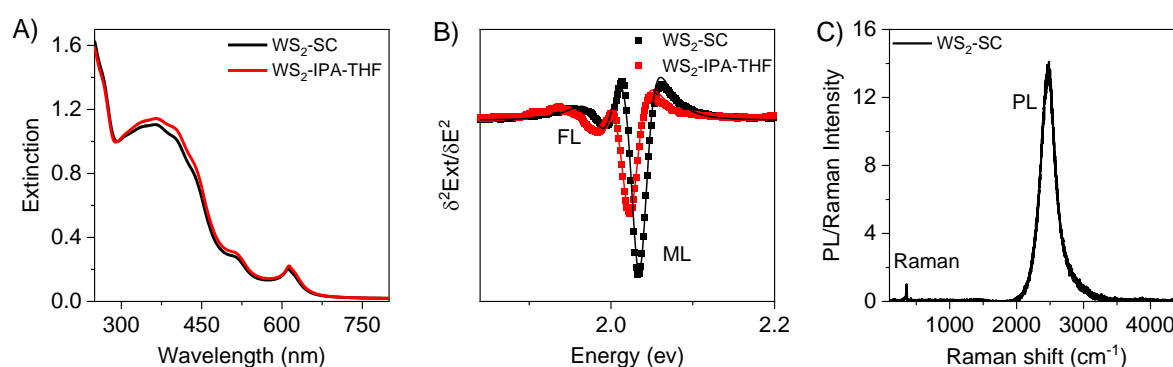 A)
Extinction
1.6
1.2
0.8
0.4
0.0
300
450
600
750
Wavelength (nm)
WS2-SC
WS2-IPA-THF
B)
δ²Ext/δE²
WS2-SC
WS2-IPA-THF
FL
ML
2.0
2.2
Energy (ev)
C)
PL/Raman Intensity
16
12
8
4
0
WS2-SC
PL
Raman
1000
2000
3000
4000
Raman shift (cm⁻¹)